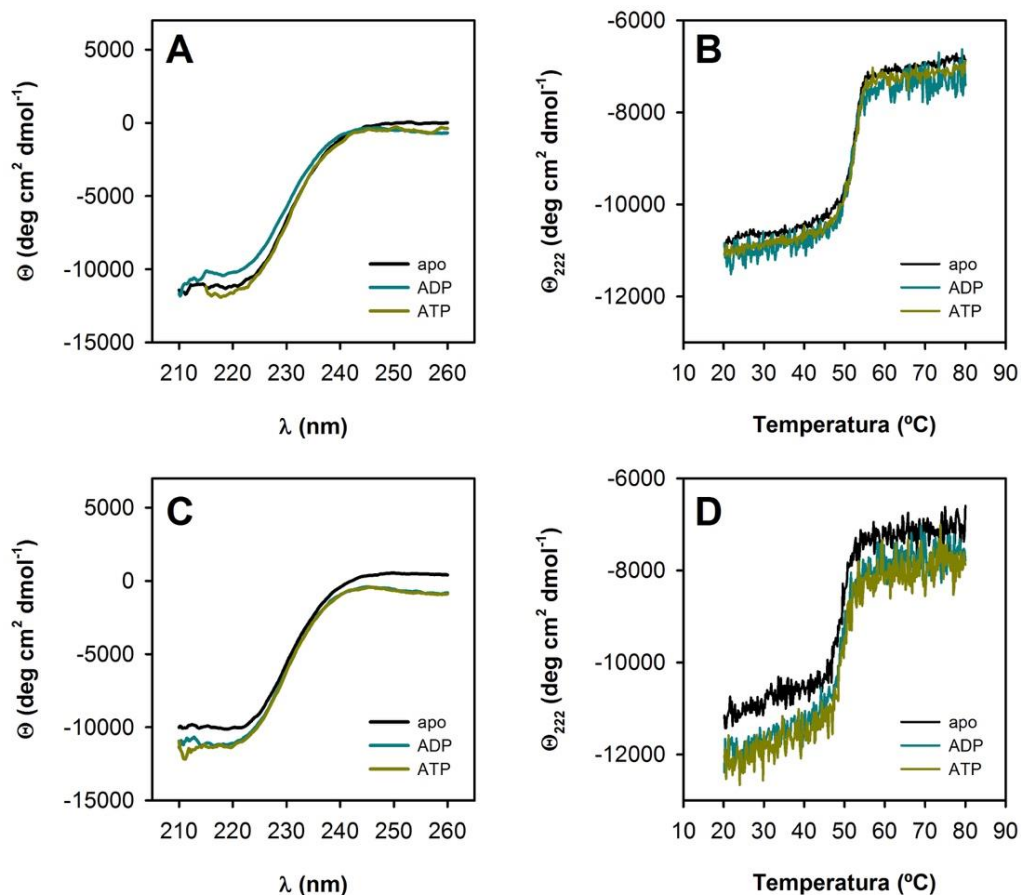 A
Θ (deg cm² dmol⁻¹)
5000
0
-5000
-10000
-15000
apo
ADP
ATP
210 220 230 240 250 260
λ (nm)
B
Θ₂₂₂ (deg cm² dmol⁻¹)
-6000
-8000
-10000
-12000
apo
ADP
ATP
10 20 30 40 50 60 70 80 90
Temperatura (ºC)
C
Θ (deg cm² dmol⁻¹)
5000
0
-5000
-10000
-15000
apo
ADP
ATP
210 220 230 240 250 260
λ (nm)
D
Θ₂₂₂ (deg cm² dmol⁻¹)
-6000
-8000
-10000
-12000
apo
ADP
ATP
10 20 30 40 50 60 70 80 90
Temperatura (ºC)